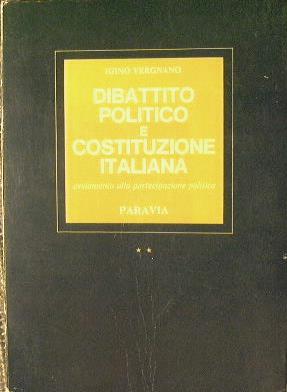 IGINO VERGNANO
DIBATTITO
POLITICO
E
COSTITUZIONE
ITALIANA
avviamento alla partecipazione politica
PARAVIA